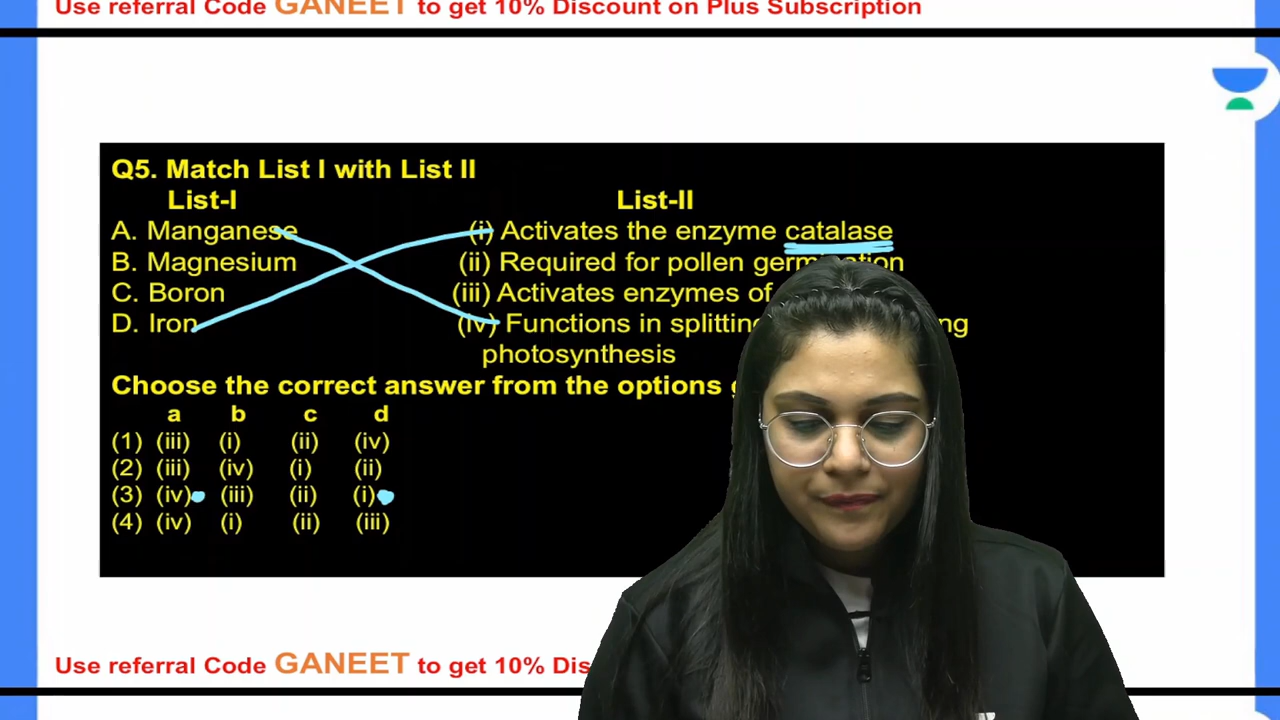 Use referral Code GANEET to get 10% Discount on Plus Subscription
Q5. Match List I with List II
List-I List-II
A. Manganese (i) Activates the enzyme catalase
B. Magnesium (ii) Required for pollen germination
C. Boron (iii) Activates enzymes of
D. Iron (iv) Functions in splitting
photosynthesis
Choose the correct answer from the options
a b c d
(1) (iii) (i) (ii) (iv)
(2) (iii) (iv) (i) (ii)
(3) (iv) (iii) (ii) (i)
(4) (iv) (i) (ii) (iii)
Use referral Code GANEET to get 10%